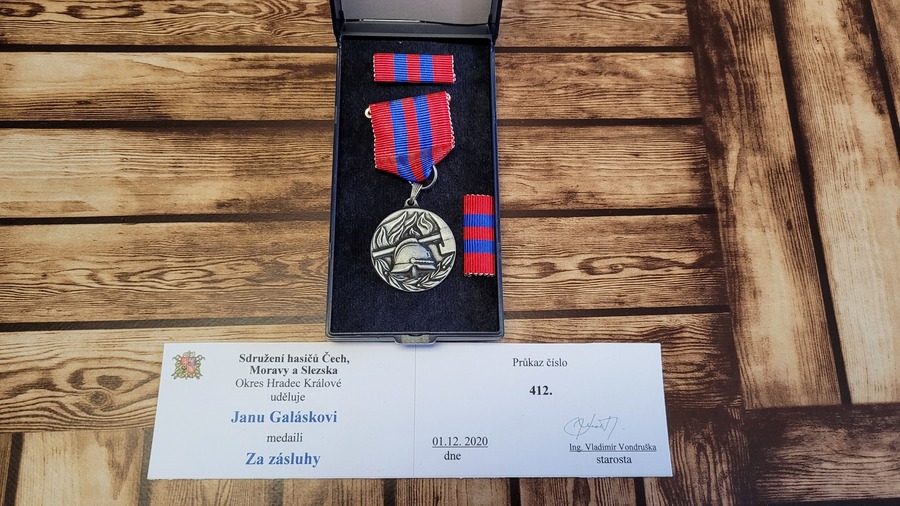 Sdružení hasičů Čech,
Moravy a Slezska
Okres Hradec Králové
uděluje
Janu Galáskovi
medaili
Za zásluhy
Průkaz číslo
412.
01.12. 2020
dne
Ing. Vladimír Vondruška
starosta